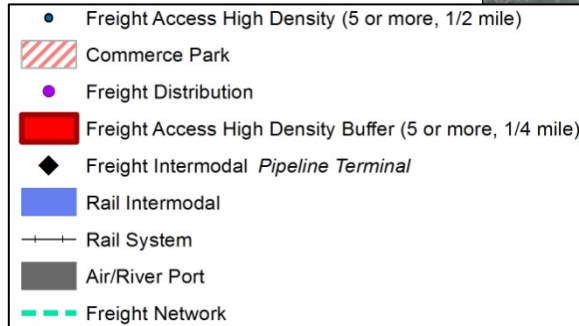 Freight Access High Density (5 or more, 1/2 mile)
Commerce Park
Freight Distribution
Freight Access High Density Buffer (5 or more, 1/4 mile)
Freight Intermodal Pipeline Terminal
Rail Intermodal
Rail System
Air/River Port
Freight Network